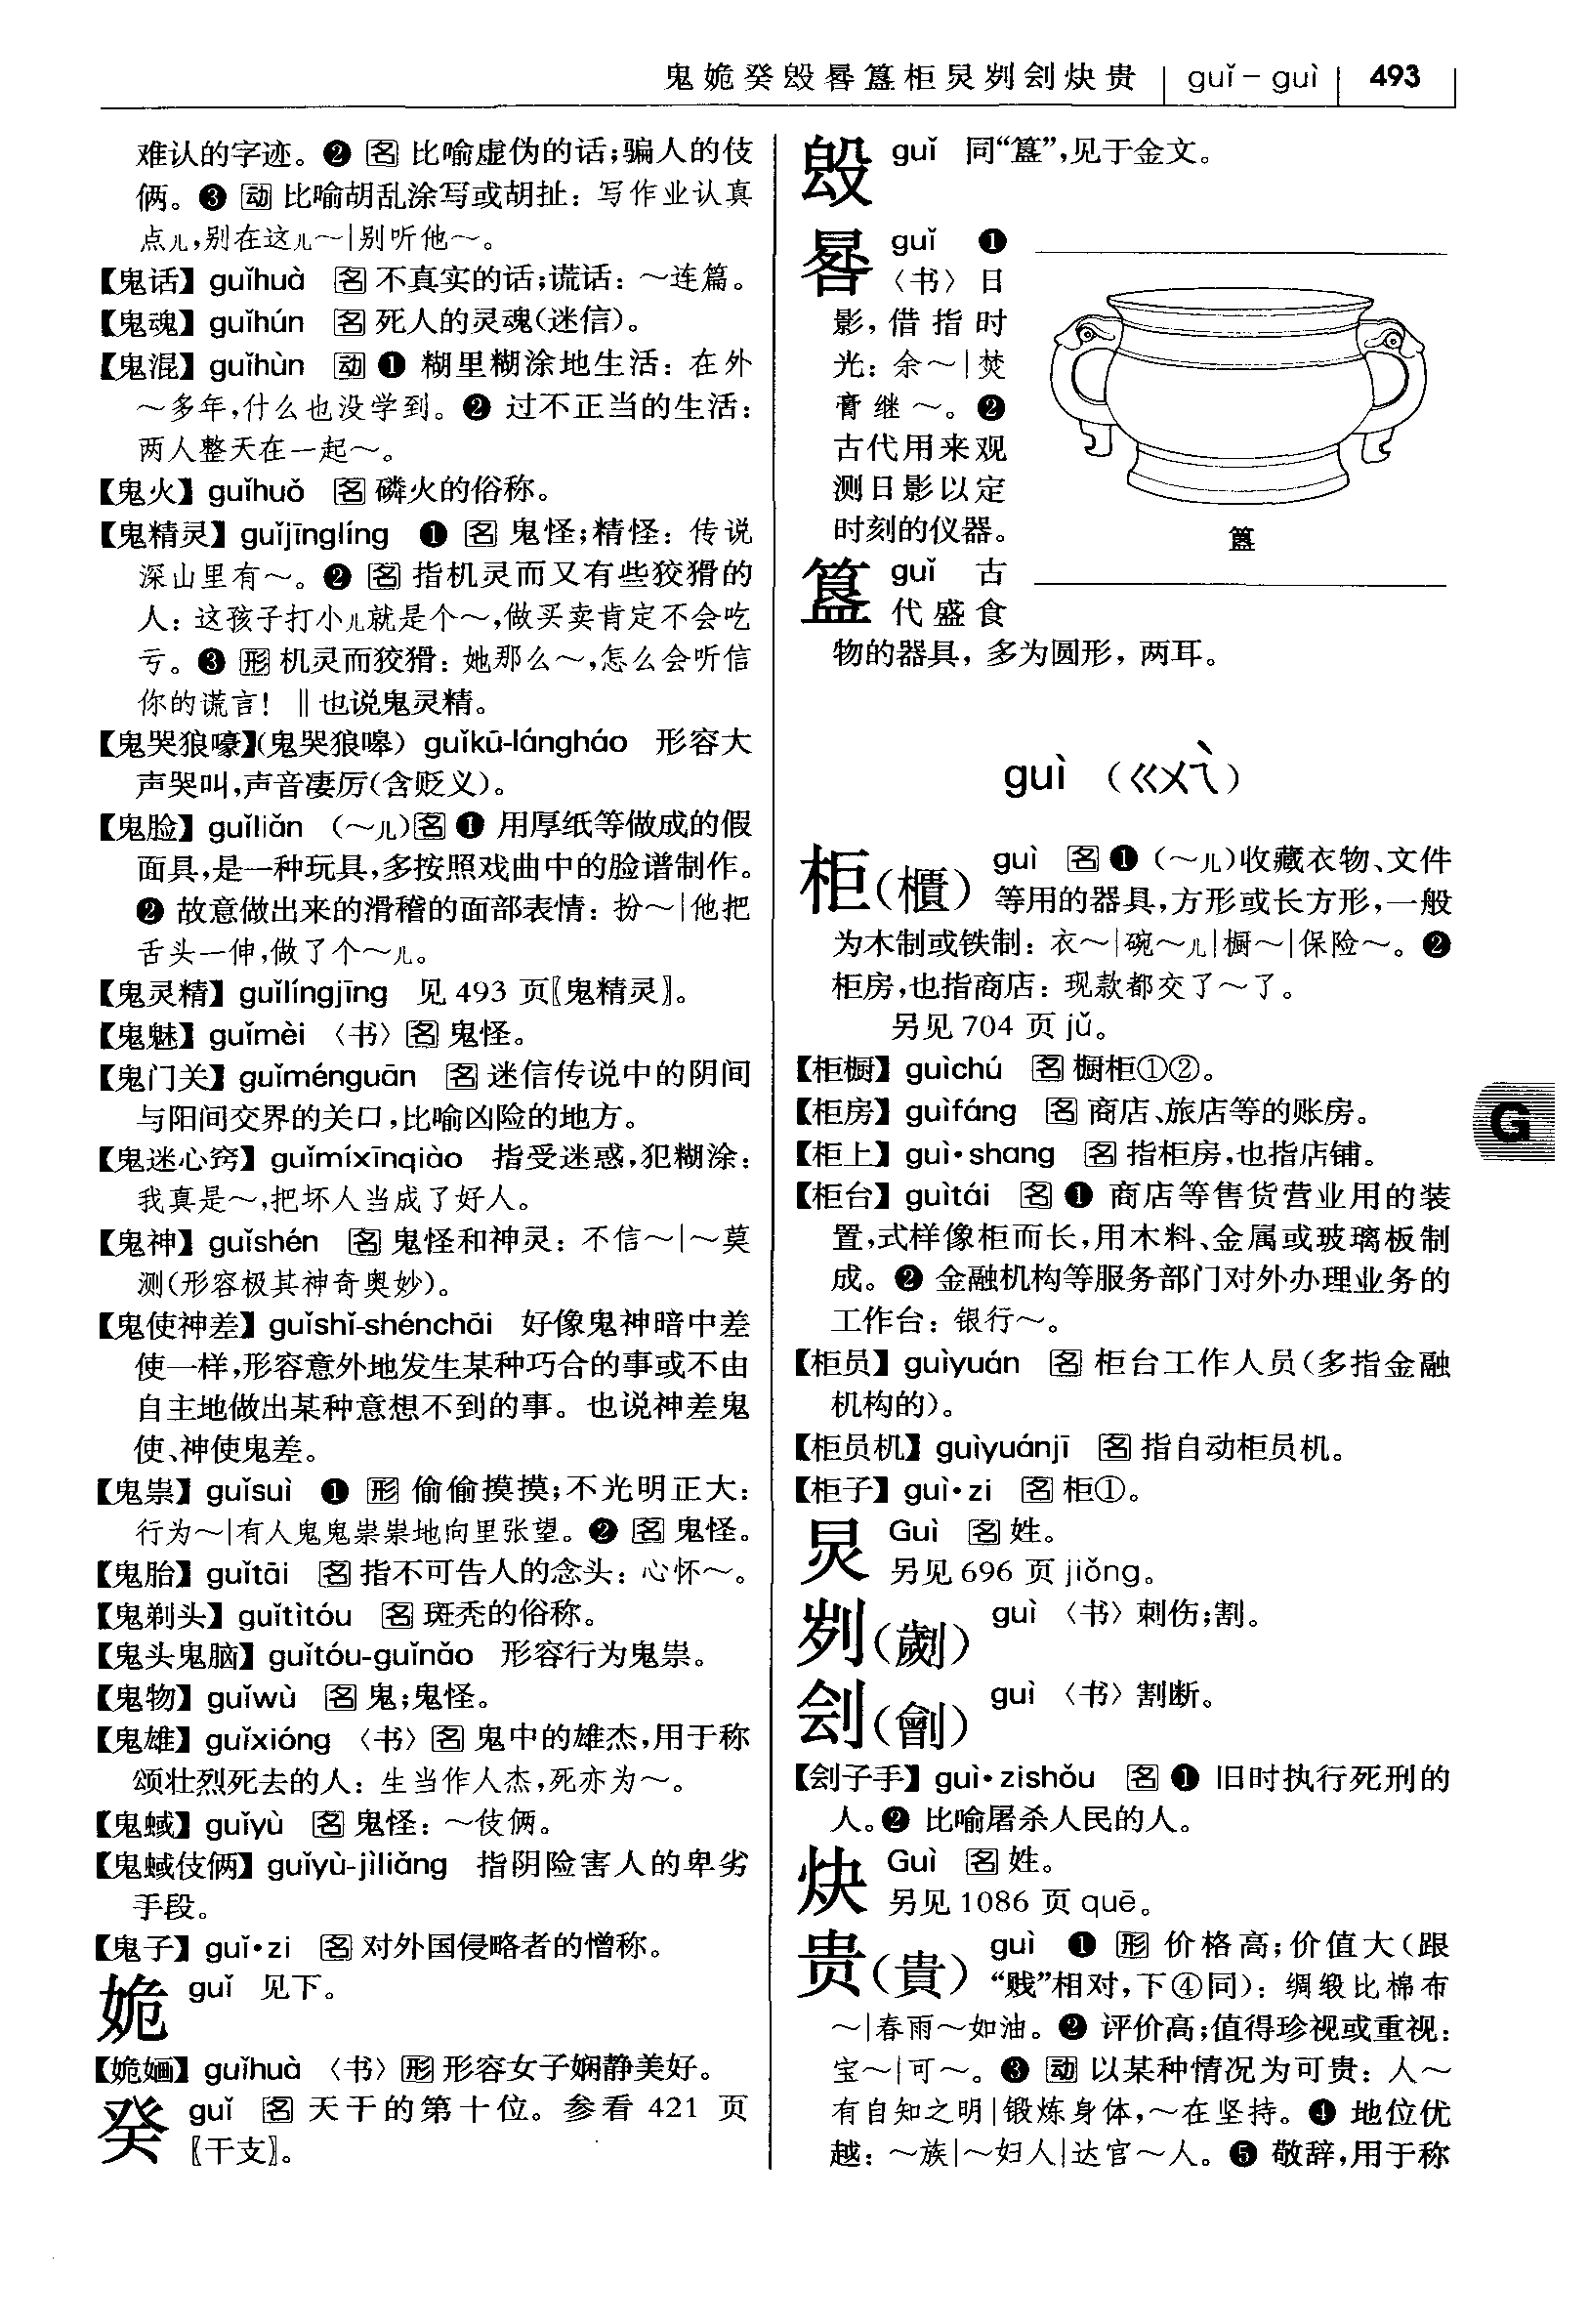 鬼姽癸毁晷簋柜炅刿刽炔贵 guǐ－guì 493
难认的字迹。❷ 名 比喻虚伪的话;骗人的伎
俩。❸ 动 比喻胡乱涂写或胡扯：写作业认真
点儿,别在这儿～|别听他～。
【鬼话】guǐhuà 名 不真实的话;谎话：～连篇。
【鬼魂】guǐhún 名 死人的灵魂(迷信)。
【鬼混】guǐhùn 动 ❶ 糊里糊涂地生活：在外
～多年,什么也没学到。❷ 过不正当的生活：
两人整天在一起～。
【鬼火】guǐhuǒ 名 磷火的俗称。
【鬼精灵】guǐjīnglíng ❶ 名 鬼怪;精怪：传说
深山里有～。❷ 名 指机灵而又有些狡猾的
人：这孩子打小儿就是个～,做买卖肯定不会吃
亏。❸ 形 机灵而狡猾：她那么～,怎么会听信
你的谎言！‖也说鬼灵精。
【鬼哭狼嚎】(鬼哭狼嗥) guǐkū-lángháo 形容大
声哭叫,声音凄厉(含贬义)。
【鬼脸】guǐliǎn (～儿)名 ❶ 用厚纸等做成的假
面具,是一种玩具,多按照戏曲中的脸谱制作。
❷ 故意做出来的滑稽的面部表情：扮～|他把
舌头一伸,做了个～儿。
【鬼灵精】guǐlíngjīng 见 493 页〖鬼精灵〗。
【鬼魅】guǐmèi 〈书〉名 鬼怪。
【鬼门关】guǐménguān 名 迷信传说中的阴间
与阳间交界的关口,比喻凶险的地方。
【鬼迷心窍】guǐmíxīnqiào 指受迷惑,犯糊涂：
我真是～,把坏人当成了好人。
【鬼神】guǐshén 名 鬼怪和神灵：不信～|～莫
测(形容极其神奇奥妙)。
【鬼使神差】guǐshǐ-shénchāi 好像鬼神暗中差
使一样,形容意外地发生某种巧合的事或不由
自主地做出某种意想不到的事。也说神差鬼
使、神使鬼差。
【鬼祟】guǐsuì ❶ 形 偷偷摸摸;不光明正大：
行为～|有人鬼鬼祟祟地向里张望。❷ 名 鬼怪。
【鬼胎】guǐtāi 名 指不可告人的念头：心怀～。
【鬼剃头】guǐtìtóu 名 斑秃的俗称。
【鬼头鬼脑】guǐtóu-guǐnǎo 形容行为鬼祟。
【鬼物】guǐwù 名 鬼;鬼怪。
【鬼雄】guǐxióng 〈书〉名 鬼中的雄杰,用于称
颂壮烈死去的人：生当作人杰,死亦为～。
【鬼蜮】guǐyù 名 鬼怪：～伎俩。
【鬼蜮伎俩】guǐyù-jìliǎng 指阴险害人的卑劣
手段。
【鬼子】guǐ·zi 名 对外国侵略者的憎称。
姽 guǐ 见下。
【姽婳】guǐhuà 〈书〉形 形容女子娴静美好。
癸 guǐ 名 天干的第十位。参看 421 页
〖干支〗。
guǐ 同“簋”,见于金文。
晷 guǐ ❶
〈书〉日
影,借指时
光：余～|焚
膏继～。❷
古代用来观
测日影以定
时刻的仪器。
簋
簋 guǐ 古
代盛食
物的器具，多为圆形，两耳。
guì （ㄍㄨㄟˋ）
柜(櫃) guì 名 ❶ (～儿)收藏衣物、文件
等用的器具,方形或长方形,一般
为木制或铁制：衣～|碗～儿|橱～|保险～。❷
柜房,也指商店：现款都交了～了。
另见 704 页 jǔ。
【柜橱】guìchú 名 橱柜①②。
【柜房】guìfáng 名 商店、旅店等的账房。
【柜上】guì·shang 名 指柜房,也指店铺。
【柜台】guìtái 名 ❶ 商店等售货营业用的装
置,式样像柜而长,用木料、金属或玻璃板制
成。❷ 金融机构等服务部门对外办理业务的
工作台：银行～。
【柜员】guìyuán 名 柜台工作人员(多指金融
机构的)。
【柜员机】guìyuánjī 名 指自动柜员机。
【柜子】guì·zi 名 柜①。
炅 Guì 名 姓。
另见 696 页 jiǒng。
刿(劌) guì 〈书〉刺伤;割。
刽(劊) guì 〈书〉割断。
【刽子手】guì·zishǒu 名 ❶ 旧时执行死刑的
人。❷ 比喻屠杀人民的人。
炔 Guì 名 姓。
另见 1086 页 quē。
贵(貴) guì ❶ 形 价格高;价值大(跟
“贱”相对,下④同)：绸缎比棉布
～|春雨～如油。❷ 评价高;值得珍视或重视：
宝～|可～。❸ 动 以某种情况为可贵：人～
有自知之明|锻炼身体,～在坚持。❹ 地位优
越：～族|～妇人|达官～人。❺ 敬辞,用于称
G